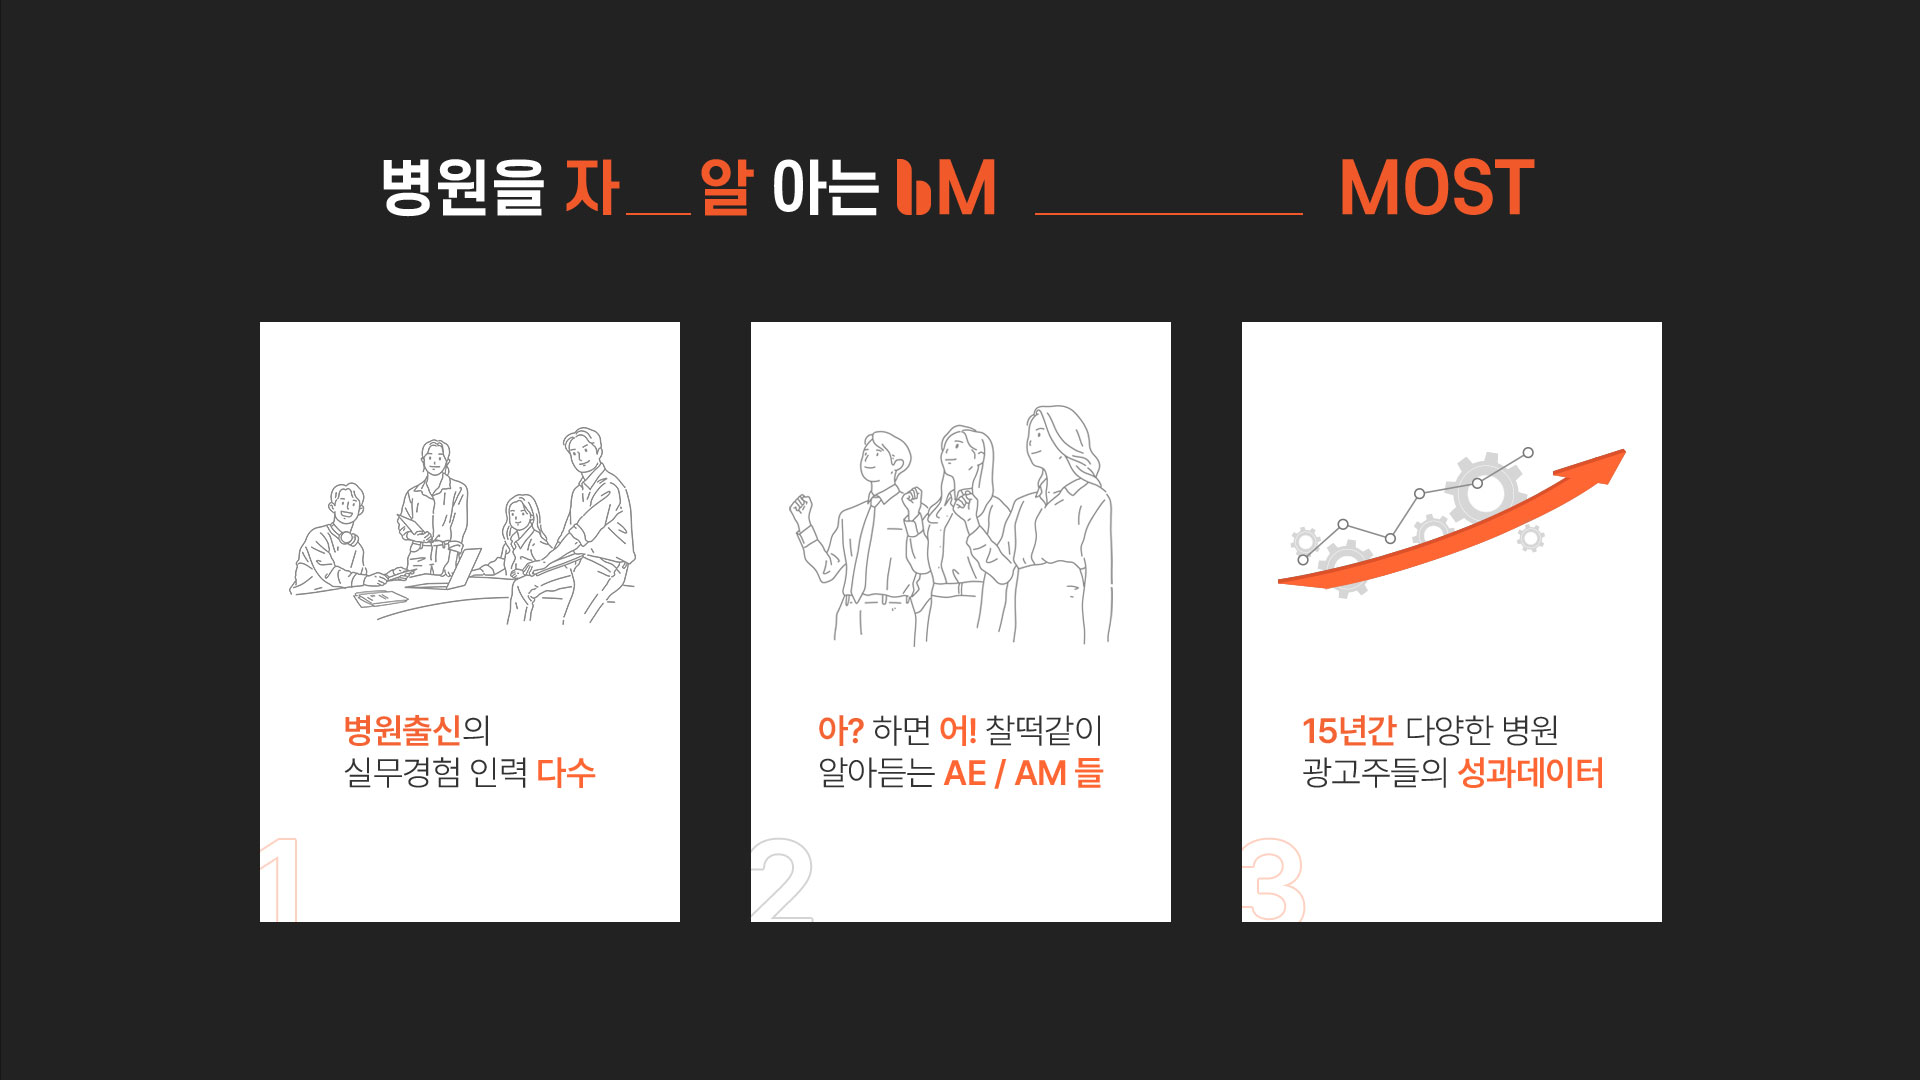 병원을 자__알 아는 bM ________ MOST
병원출신의
실무경험 인력 다수
1
아? 하면 어! 찰떡같이
알아듣는 AE / AM 들
2
15년간 다양한 병원
광고주들의 성과데이터
3